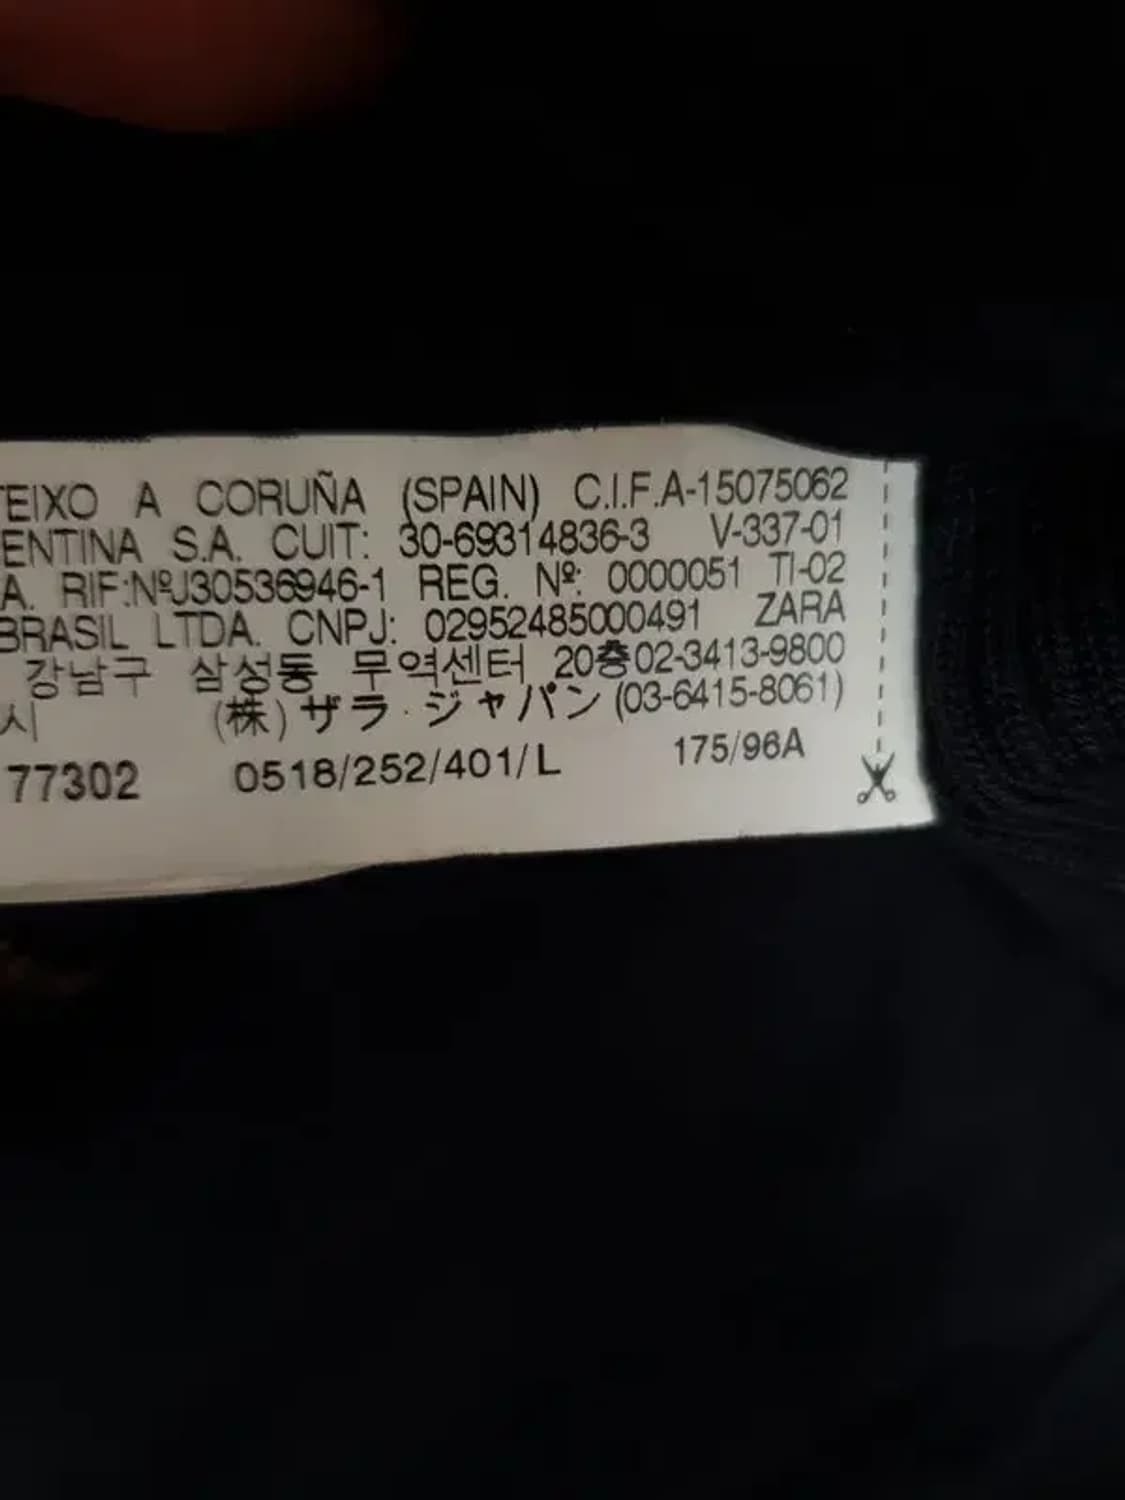 TEIXO A CORUÑA (SPAIN) C.I.F.A-15075062
ENTINA S.A. CUIT: 30-69314836-3 V-337-01
A. RIF:NºJ30536946-1 REG. Nº: 0000051 TI-02
BRASIL LTDA. CNPJ: 02952485000491 ZARA
강남구 삼성동 무역센터 20층02-3413-9800
시 (株)ザラ・ジャパン (03-6415-8061)
77302 0518/252/401/L 175/96A